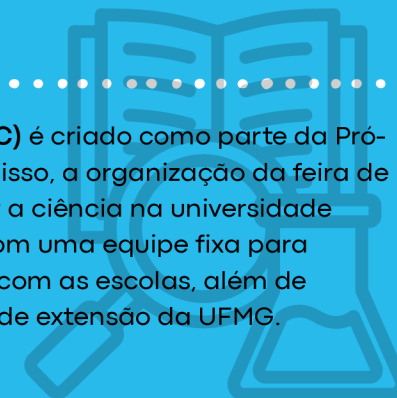 C) é criado como parte da Pró-
isso, a organização da feira de
a ciência na universidade
om uma equipe fixa para
com as escolas, além de
de extensão da UFMG.